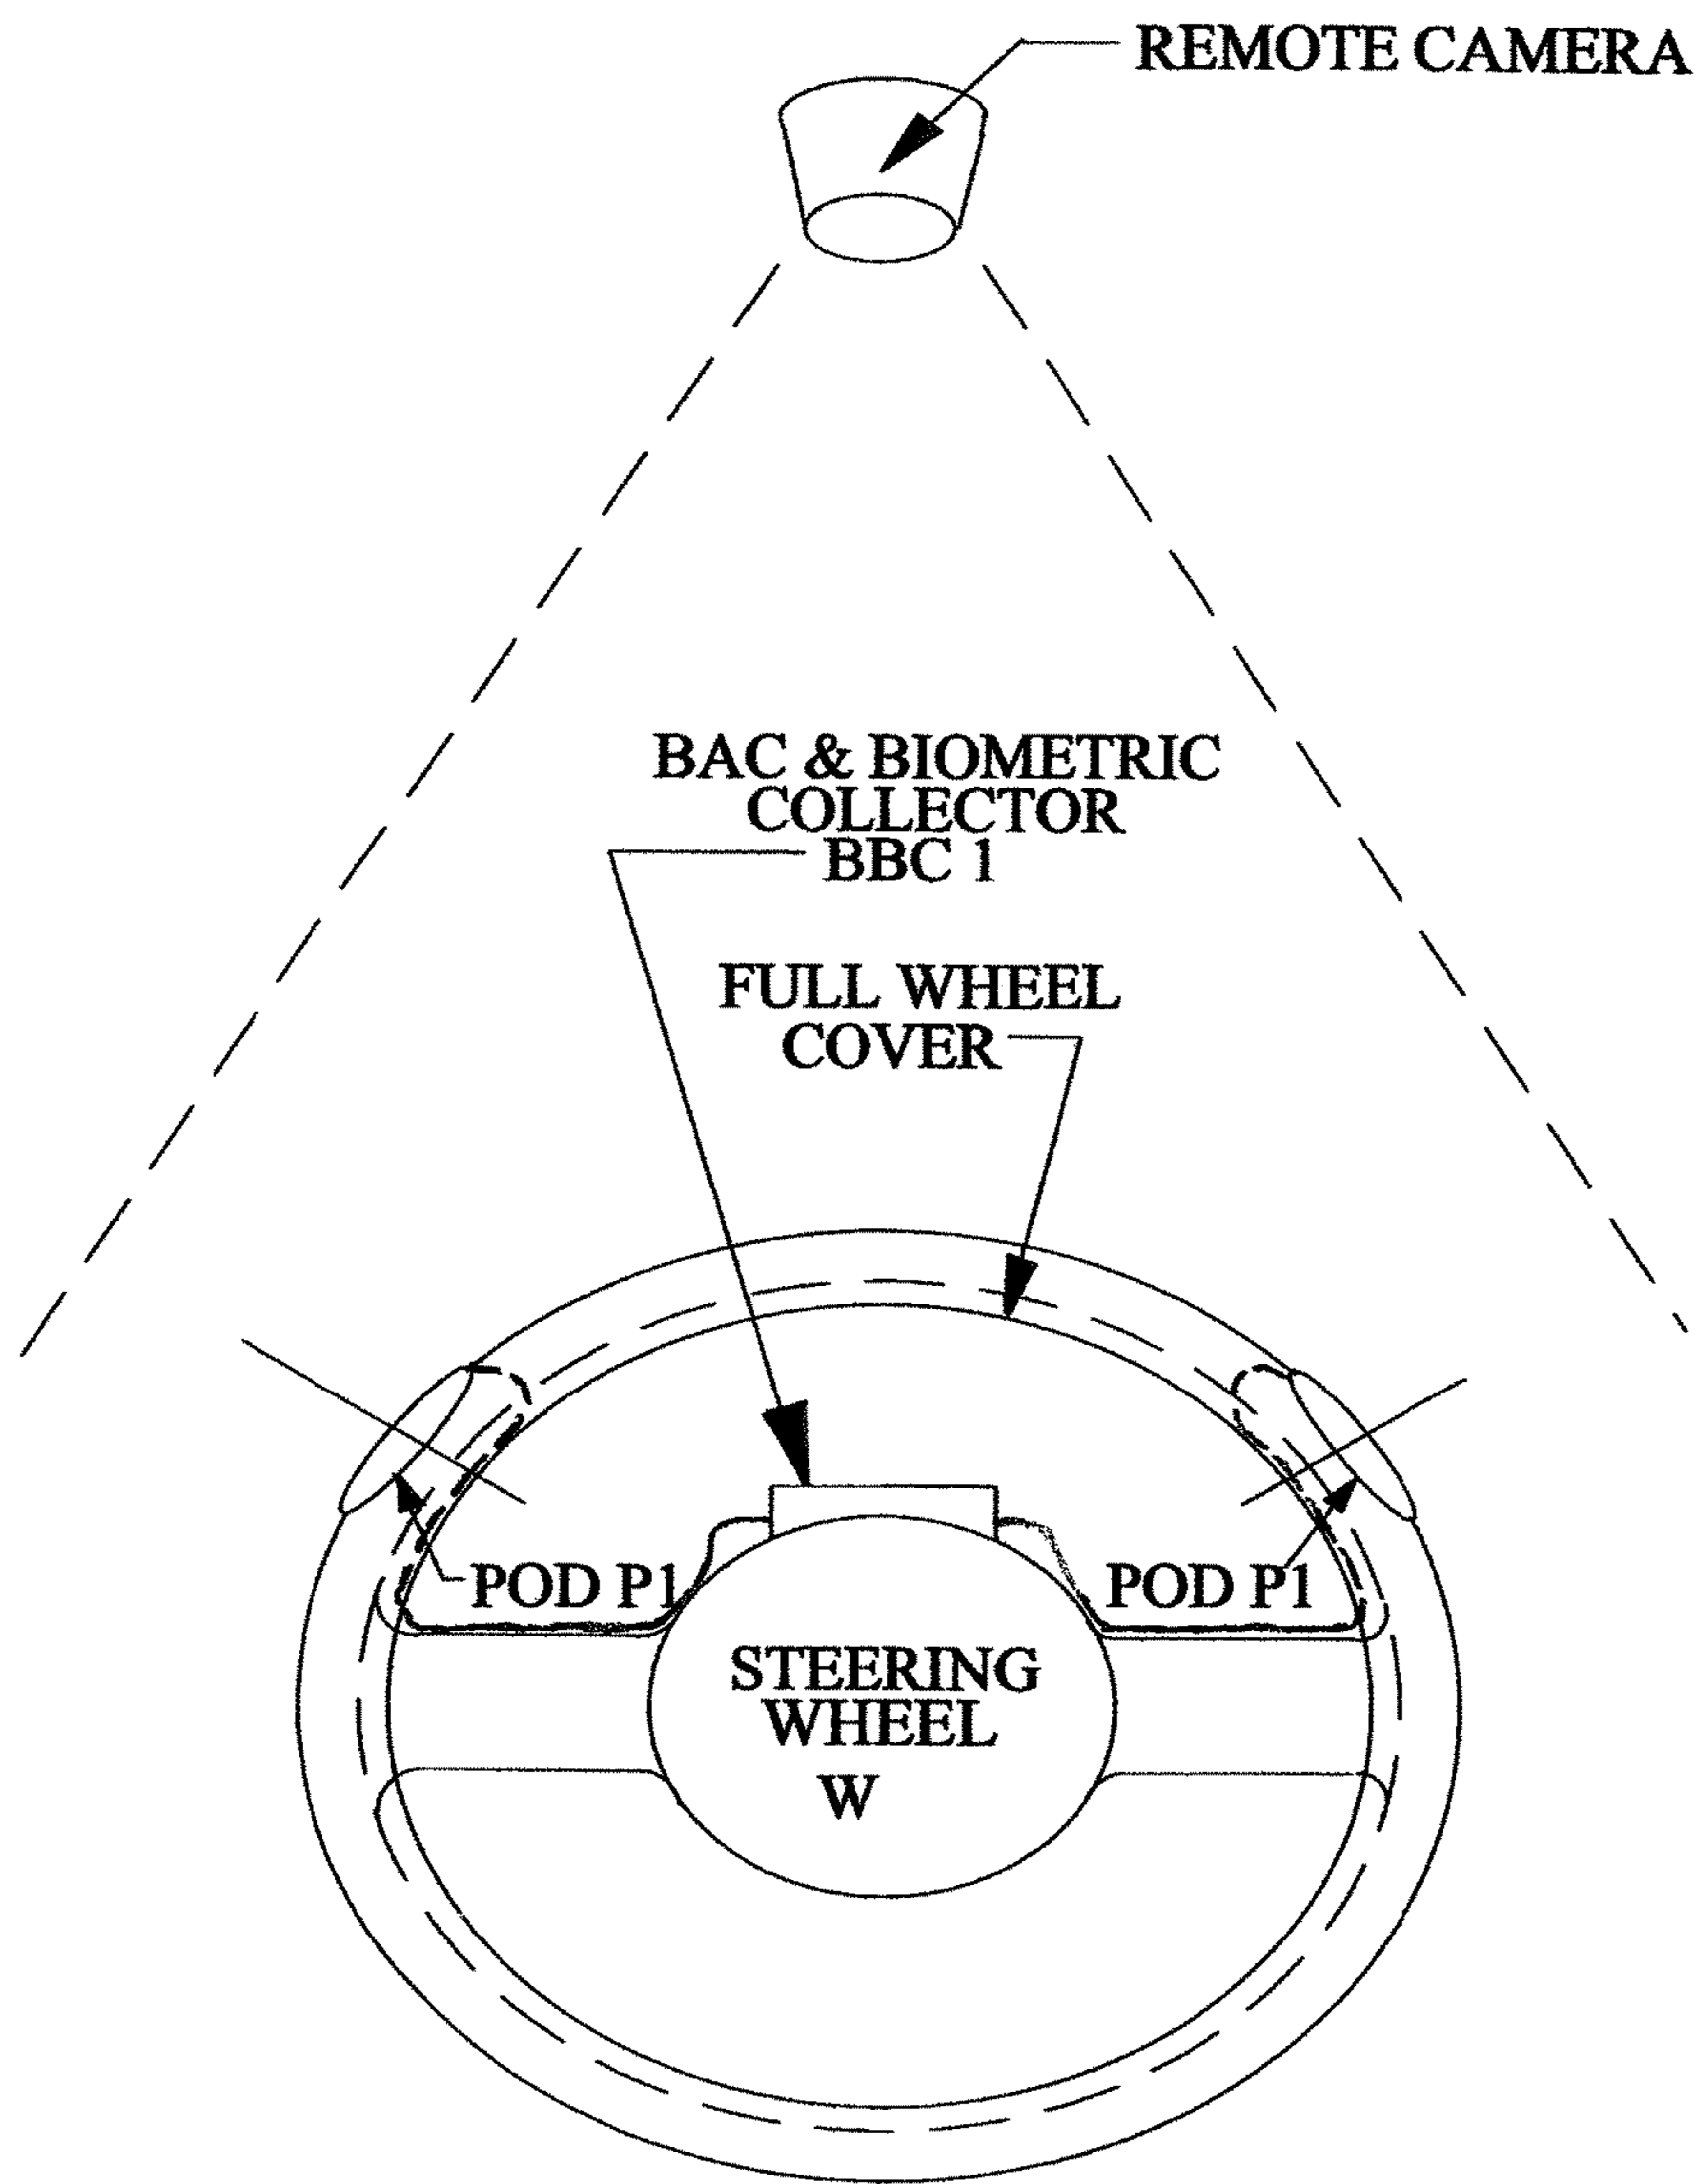 REMOTE CAMERA
BAC & BIOMETRIC
COLLECTOR
BBC 1
FULL WHEEL
COVER
POD P1
POD P1
STEERING
WHEEL
W